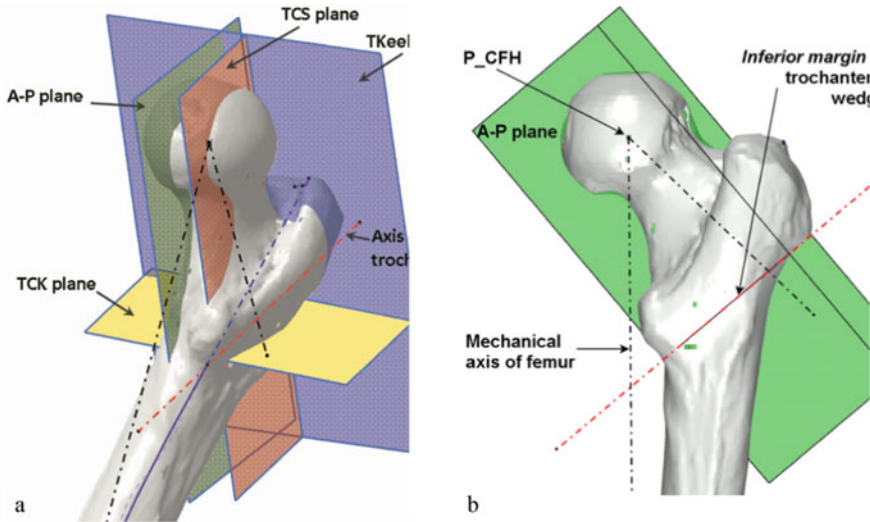 TCS plane
TKeel
A-P plane
TCK plane
Axis
troch
a
P_CFH
Inferior margin
trochanter
wedg
A-P plane
Mechanical
axis of femur
b